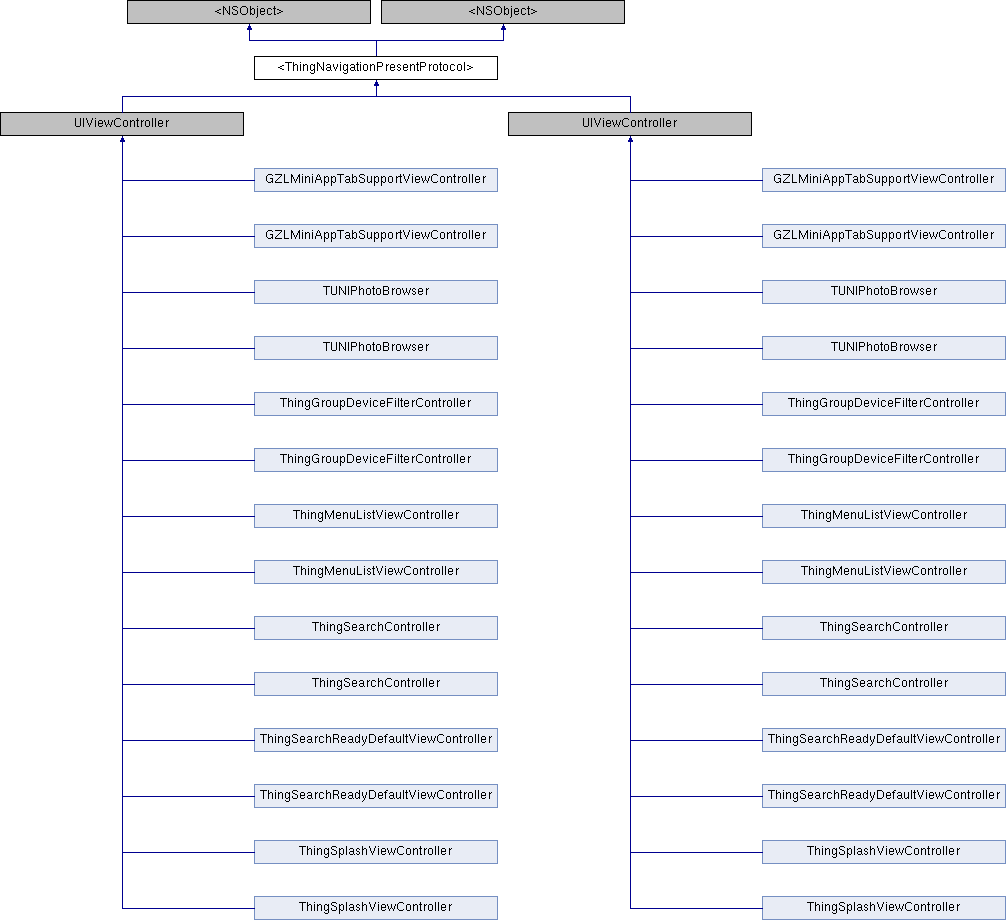 <NSObject>
<NSObject>
<ThingNavigationPresentProtocol>
UIViewController
UIViewController
GZLMiniAppTabSupportViewController
GZLMiniAppTabSupportViewController
GZLMiniAppTabSupportViewController
GZLMiniAppTabSupportViewController
TUNIPhotoBrowser
TUNIPhotoBrowser
TUNIPhotoBrowser
TUNIPhotoBrowser
ThingGroupDeviceFilterController
ThingGroupDeviceFilterController
ThingGroupDeviceFilterController
ThingGroupDeviceFilterController
ThingMenuListViewController
ThingMenuListViewController
ThingMenuListViewController
ThingMenuListViewController
ThingSearchController
ThingSearchController
ThingSearchController
ThingSearchController
ThingSearchReadyDefaultViewController
ThingSearchReadyDefaultViewController
ThingSearchReadyDefaultViewController
ThingSearchReadyDefaultViewController
ThingSplashViewController
ThingSplashViewController
ThingSplashViewController
ThingSplashViewController